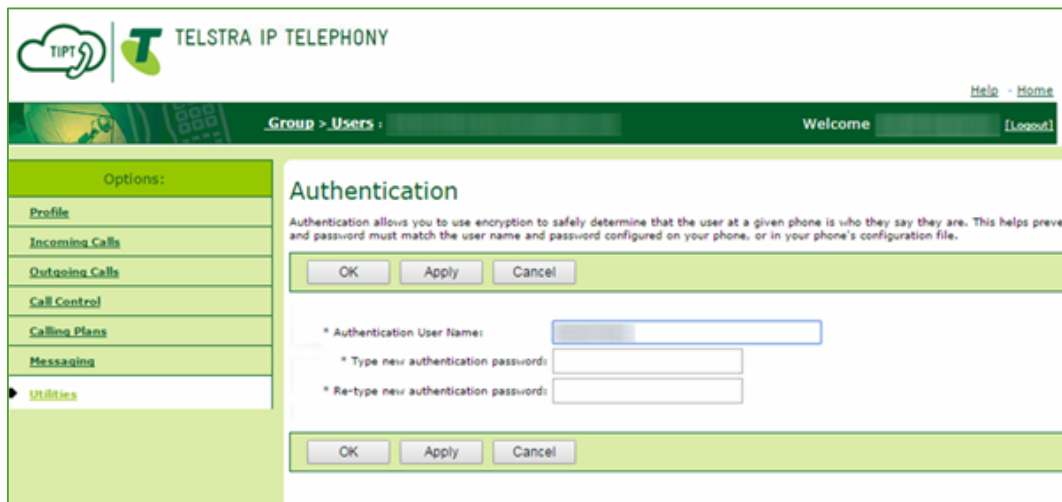 TIPT
TELSTRA IP TELEPHONY
Help - Home
Group > Users :
Welcome [Logout]
Options:
Profile
Incoming Calls
Outgoing Calls
Call Control
Calling Plans
Messaging
Utilities
Authentication
Authentication allows you to use encryption to safely determine that the user at a given phone is who they say they are. This helps preve
and password must match the user name and password configured on your phone, or in your phone's configuration file.
OK Apply Cancel
* Authentication User Name:
* Type new authentication password:
* Re-type new authentication password:
OK Apply Cancel